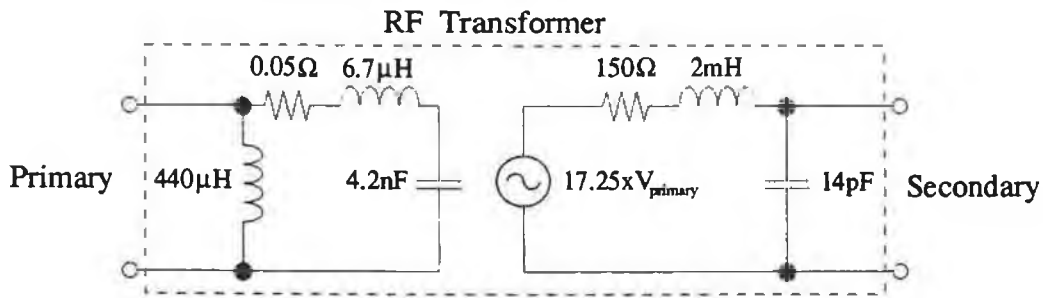 RF Transformer
0.05Ω
6.7μH
150Ω
2mH
Primary
440μH
4.2nF
17.25xVprimary
14pF
Secondary